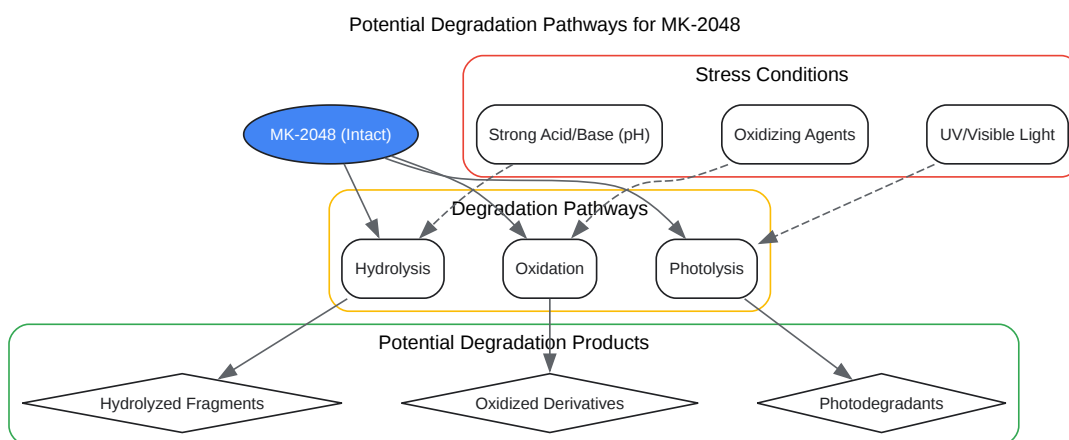 Potential Degradation Pathways for MK-2048
Stress Conditions
MK-2048 (Intact)
Strong Acid/Base (pH)
Oxidizing Agents
UV/Visible Light
Degradation Pathways
Hydrolysis
Oxidation
Photolysis
Potential Degradation Products
Hydrolyzed Fragments
Oxidized Derivatives
Photodegradants